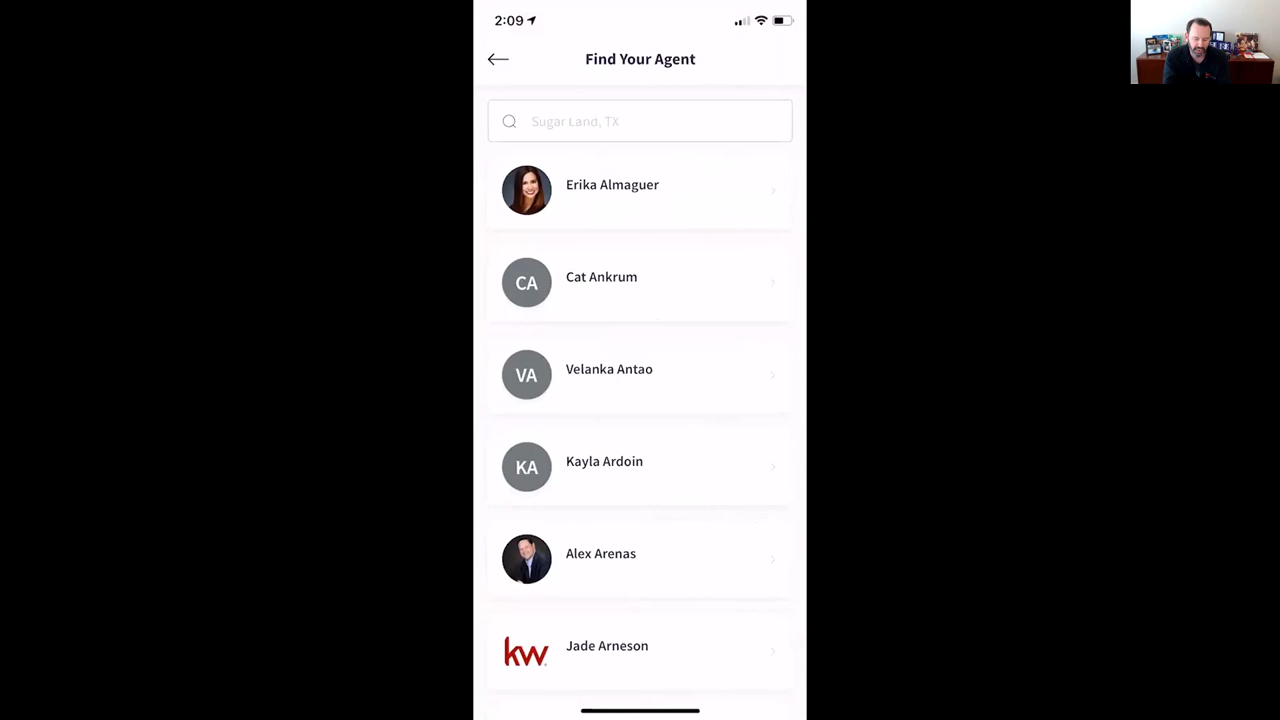 2:09
Find Your Agent
Sugar Land, TX
Erika Almaguer
CA
Cat Ankrum
VA
Velanka Antao
KA
Kayla Ardoin
Alex Arenas
kw
Jade Arneson